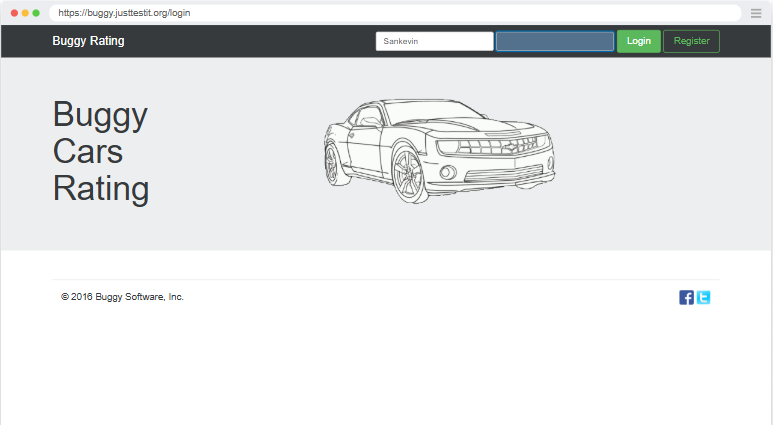 https://buggy.justtestit.org/login
Buggy Rating
Sankevin
Login
Register
Buggy
Cars
Rating
© 2016 Buggy Software, Inc.